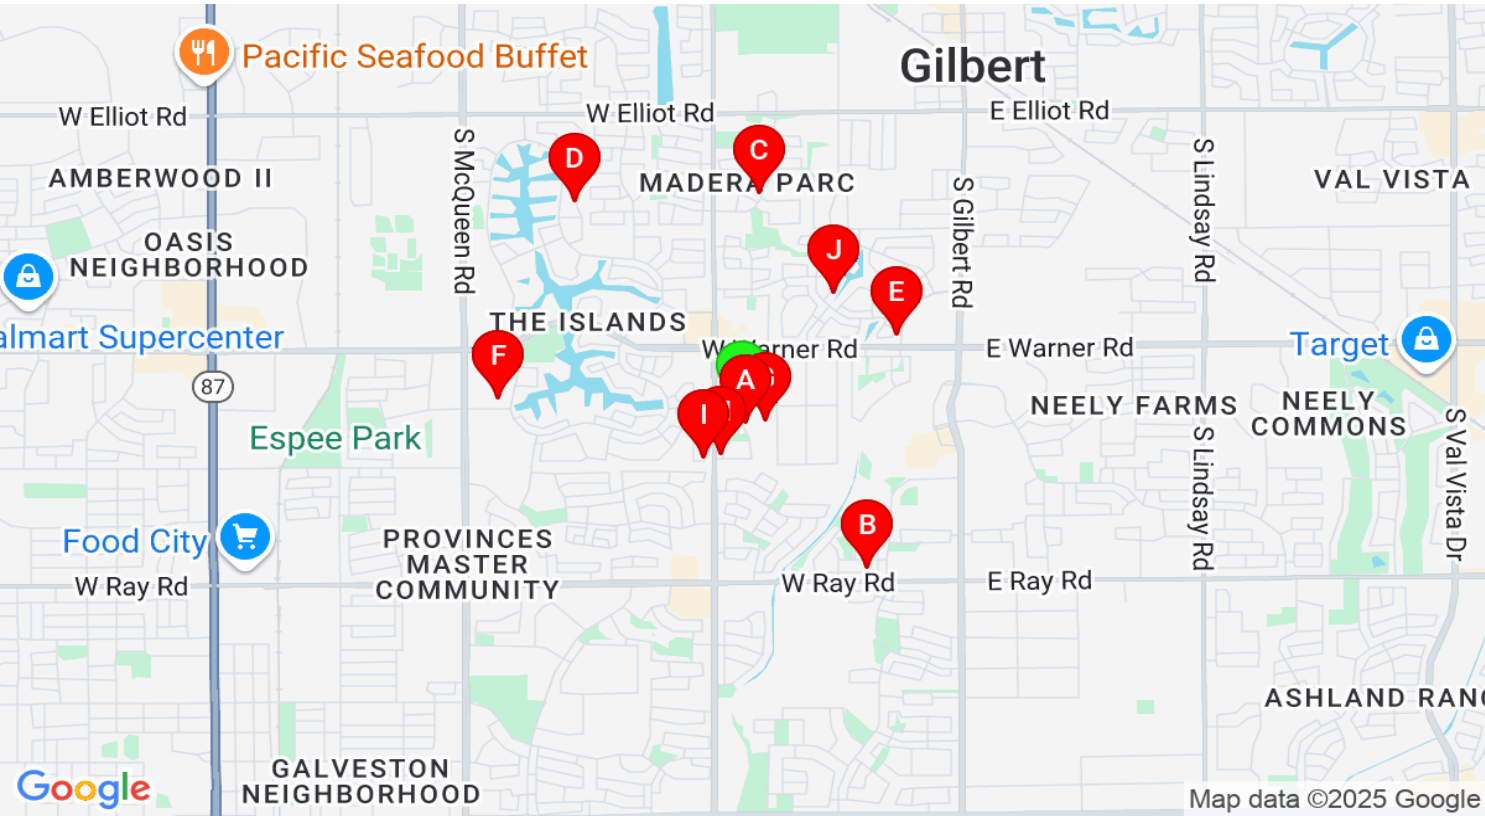 Pacific Seafood Buffet
Gilbert
W Elliot Rd
W Elliot Rd
E Elliot Rd
S McQueen Rd
D
C
S Lindsay Rd
AMBERWOOD II
MADERA PARC
VAL VISTA
S Gilbert Rd
OASIS
NEIGHBORHOOD
J
E
THE ISLANDS
almart Supercenter
F
W Warner Rd
E Warner Rd
Target
87
A
G
I
NEELY FARMS
NEELY
COMMONS
Espee Park
S Lindsay Rd
S Val Vista Dr
B
Food City
PROVINCES
MASTER
COMMUNITY
W Ray Rd
W Ray Rd
E Ray Rd
ASHLAND RANC
GALVESTON
NEIGHBORHOOD
Google
Map data ©2025 Google